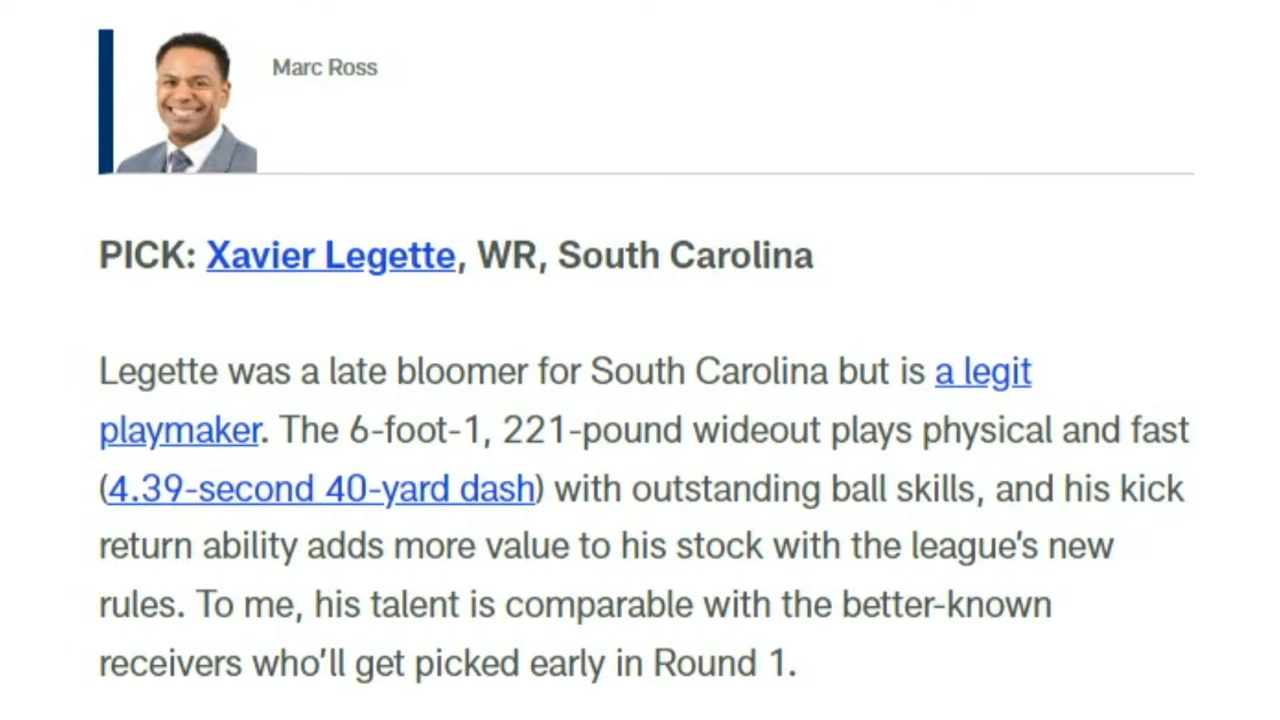 Marc Ross
PICK: Xavier Legette, WR, South Carolina
Legette was a late bloomer for South Carolina but is a legit
playmaker. The 6-foot-1, 221-pound wideout plays physical and fast
(4.39-second 40-yard dash) with outstanding ball skills, and his kick
return ability adds more value to his stock with the league’s new
rules. To me, his talent is comparable with the better-known
receivers who’ll get picked early in Round 1.